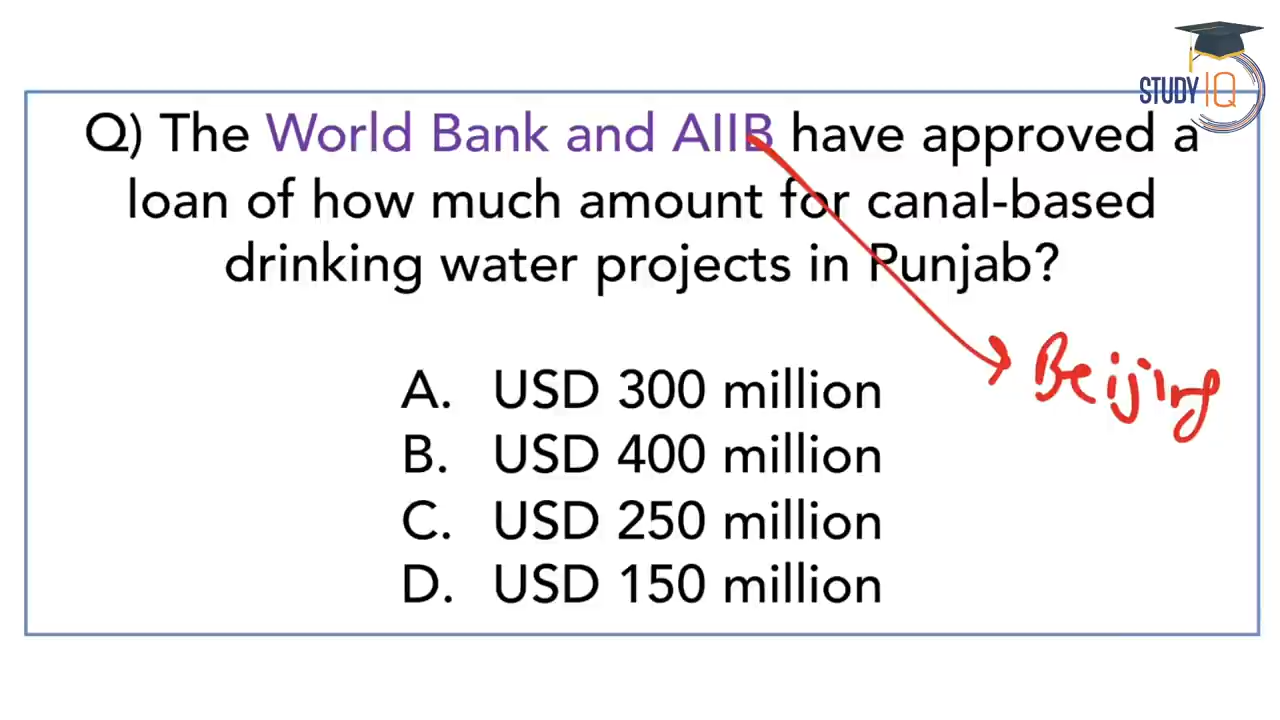 STUDY IQ
Q) The World Bank and AIIB have approved a
loan of how much amount for canal-based
drinking water projects in Punjab?
Beijing
A. USD 300 million
B. USD 400 million
C. USD 250 million
D. USD 150 million